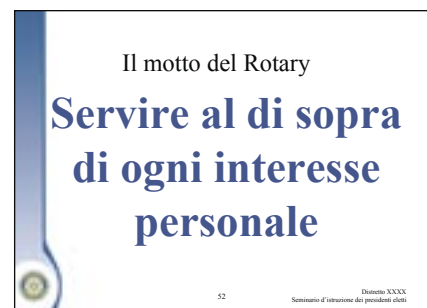 Il motto del Rotary
Servire al di sopra
di ogni interesse
personale
52
Distretto XXXX
Seminario d'istruzione dei presidenti eletti